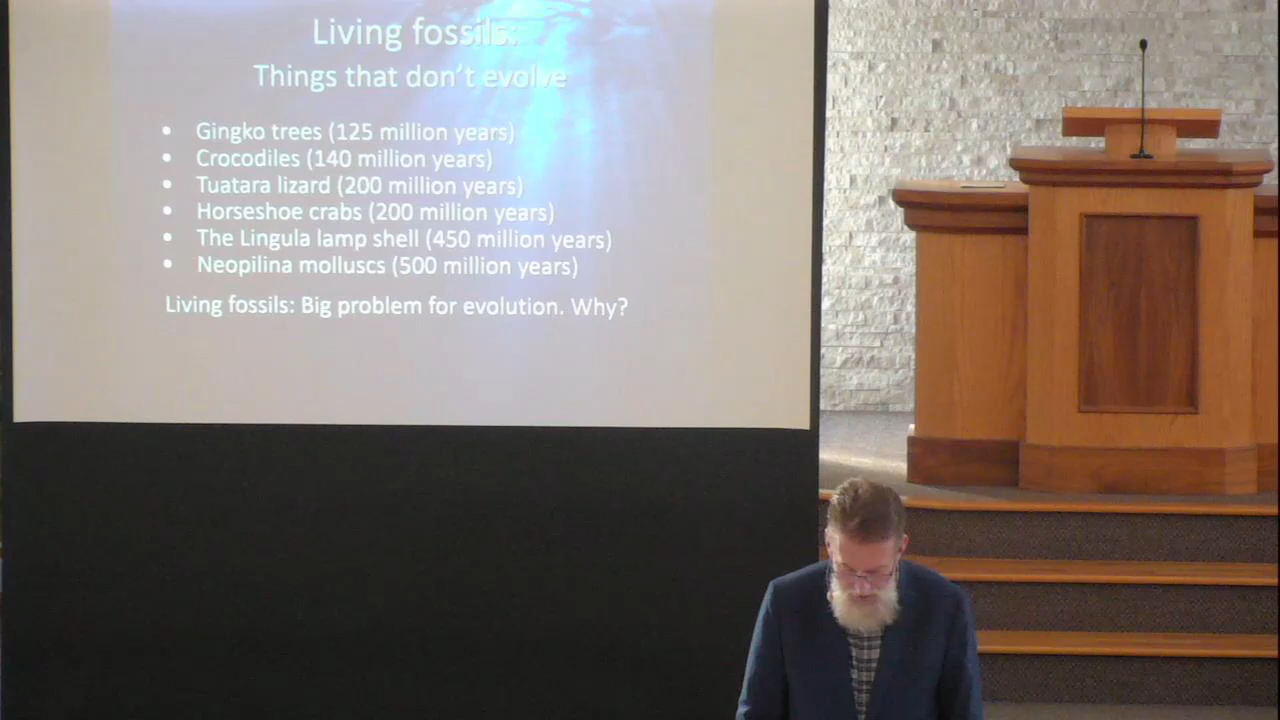 Living fossils:
Things that don't evolve
• Gingko trees (125 million years)
• Crocodiles (140 million years)
• Tuatara lizard (200 million years)
• Horseshoe crabs (200 million years)
• The Lingula lamp shell (450 million years)
• Neopilina molluscs (500 million years)
Living fossils: Big problem for evolution. Why?